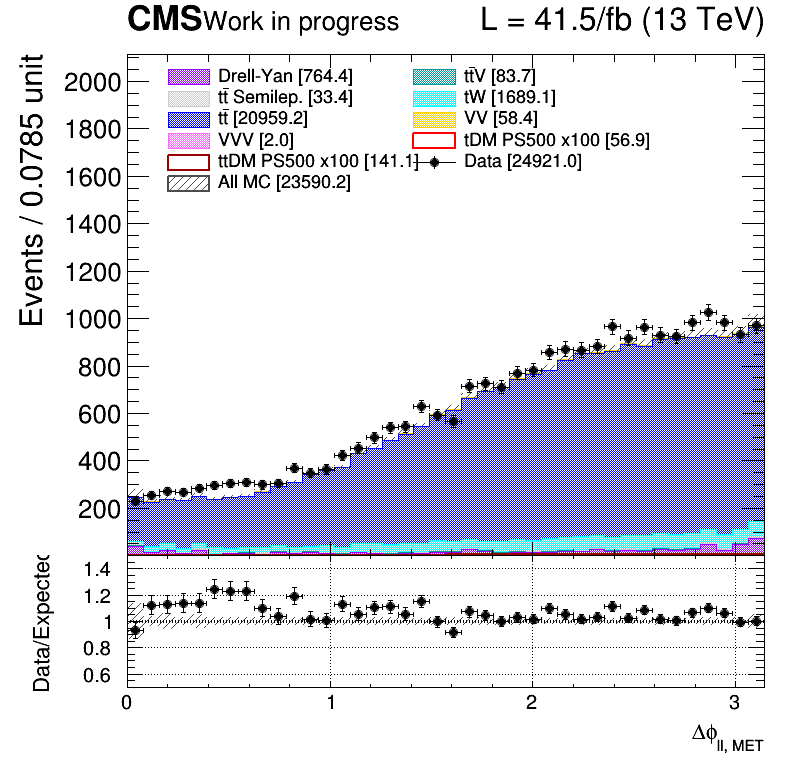 CMS Work in progress L = 41.5/fb (13 TeV)
Events / 0.0785 unit
2000
1800
1600
1400
1200
1000
800
600
400
200
Drell-Yan [764.4] tt̄V [83.7]
tt̄ Semilep. [33.4] tW [1689.1]
tt̄ [20959.2] VV [58.4]
VVV [2.0] tDM PS500 x100 [56.9]
ttDM PS500 x100 [141.1] Data [24921.0]
All MC [23590.2]
Data/Expected
1.4
1.2
1
0.8
0.6
0 1 2 3
Δϕll, MET